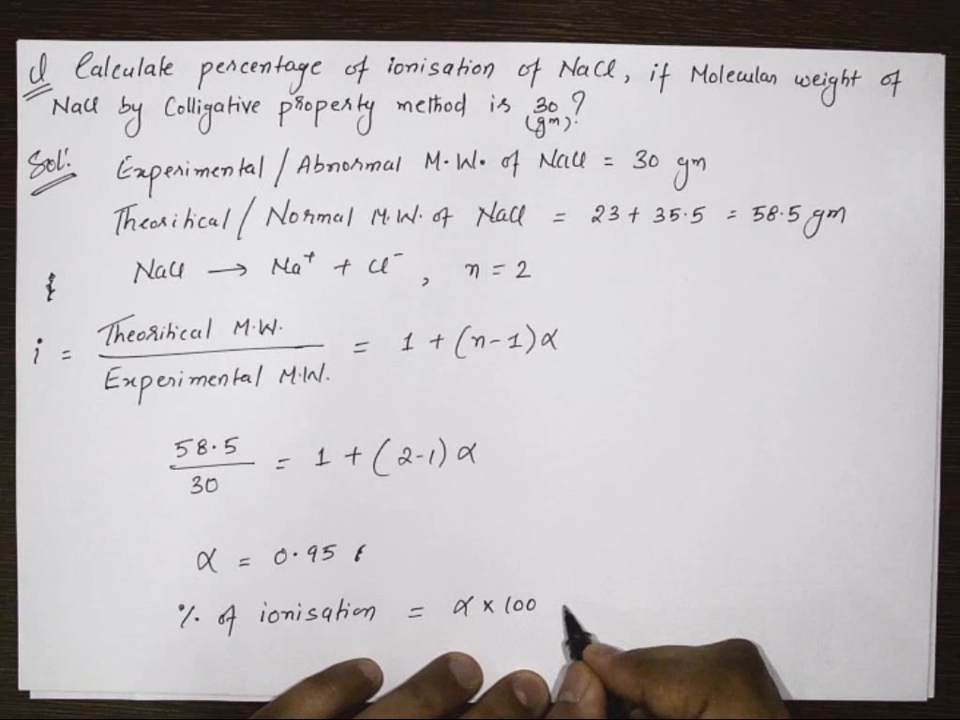 Q Calculate percentage of ionisation of NaCl, if Molecular weight of
NaCl by Colligative property method is 30 ?
(gm)
Sol: Experimental / Abnormal M.W. of NaCl = 30 gm
Theoritical / Normal M.W. of NaCl = 23 + 35.5 = 58.5 gm
NaCl → Na⁺ + Cl⁻ , n = 2
i = Theoritical M.W. / Experimental M.W. = 1 + (n-1)α
58.5 / 30 = 1 + (2-1) α
α = 0.95
% of ionisation = α × 100